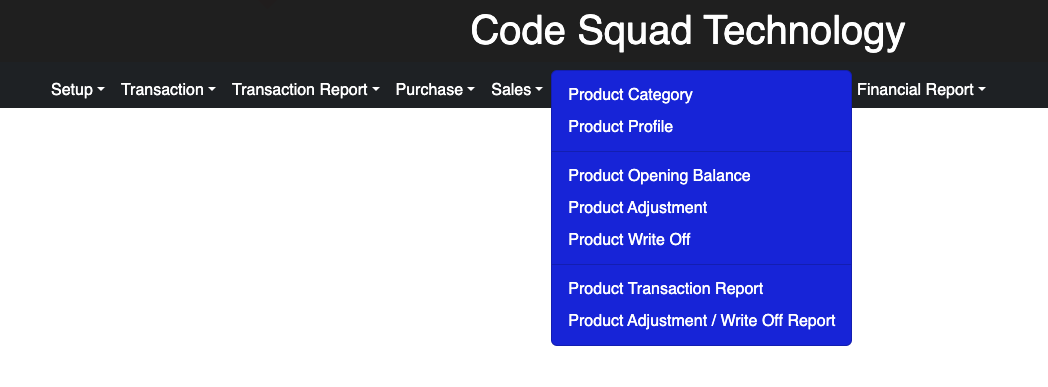 Code Squad Technology
Setup Transaction Transaction Report Purchase Sales Financial Report
Product Category
Product Profile
Product Opening Balance
Product Adjustment
Product Write Off
Product Transaction Report
Product Adjustment / Write Off Report